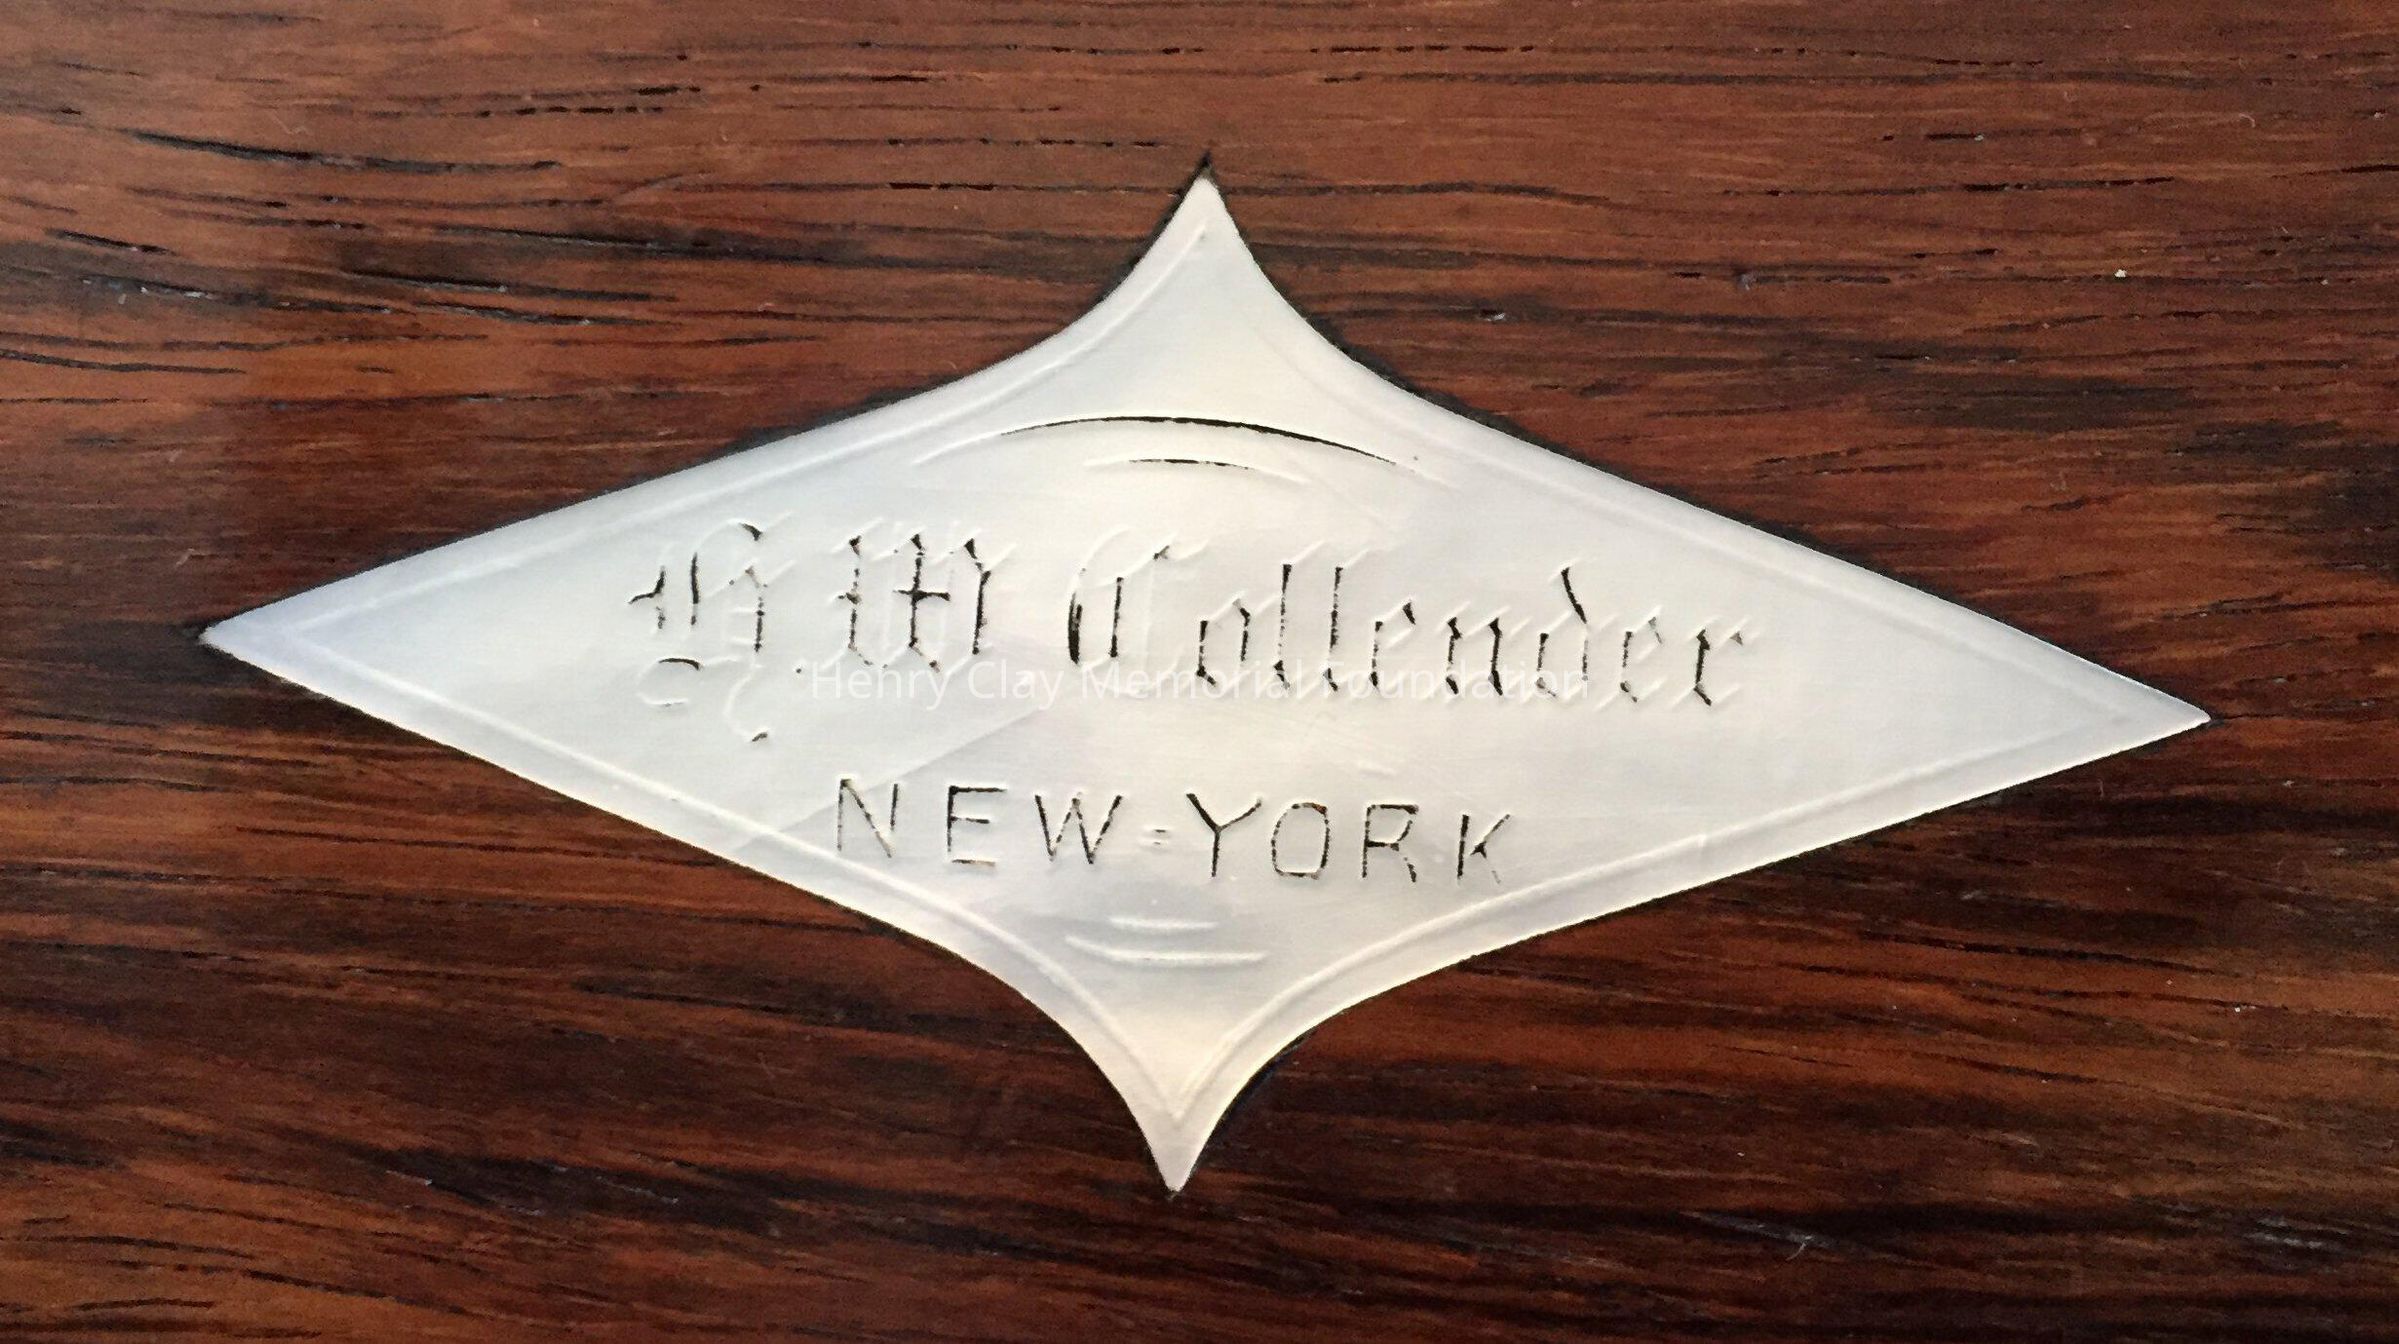 H. W. Collender
Henry Clay Memorial Foundation
NEW=YORK